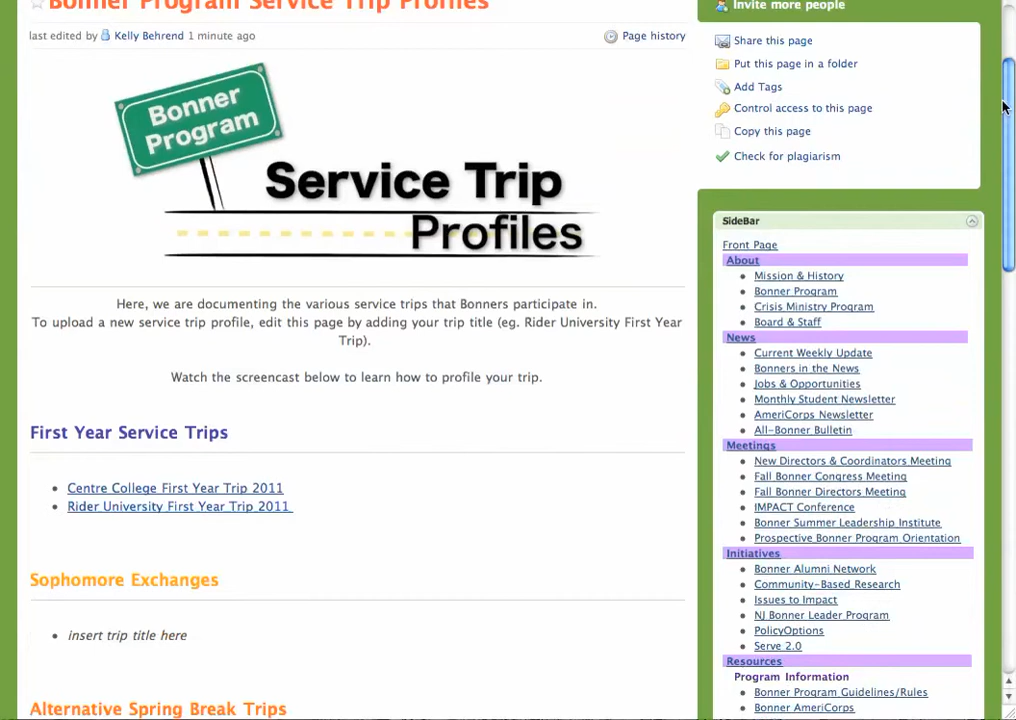 Bonner Program Service Trip Profiles
last edited by Kelly Behrend 1 minute ago
Page history
Bonner
Program
Service Trip
Profiles
Here, we are documenting the various service trips that Bonners participate in.
To upload a new service trip profile, edit this page by adding your trip title (eg. Rider University First Year
Trip).
Watch the screencast below to learn how to profile your trip.
First Year Service Trips
Centre College First Year Trip 2011
Rider University First Year Trip 2011
Sophomore Exchanges
insert trip title here
Alternative Spring Break Trips
Invite more people
Share this page
Put this page in a folder
Add Tags
Control access to this page
Copy this page
Check for plagiarism
SideBar
Front Page
About
Mission & History
Bonner Program
Crisis Ministry Program
Board & Staff
News
Current Weekly Update
Bonners in the News
Jobs & Opportunities
Monthly Student Newsletter
AmeriCorps Newsletter
All-Bonner Bulletin
Meetings
New Directors & Coordinators Meeting
Fall Bonner Congress Meeting
Fall Bonner Directors Meeting
IMPACT Conference
Bonner Summer Leadership Institute
Prospective Bonner Program Orientation
Initiatives
Bonner Alumni Network
Community-Based Research
Issues to Impact
NJ Bonner Leader Program
PolicyOptions
Serve 2.0
Resources
Program Information
Bonner Program Guidelines/Rules
Bonner AmeriCorps